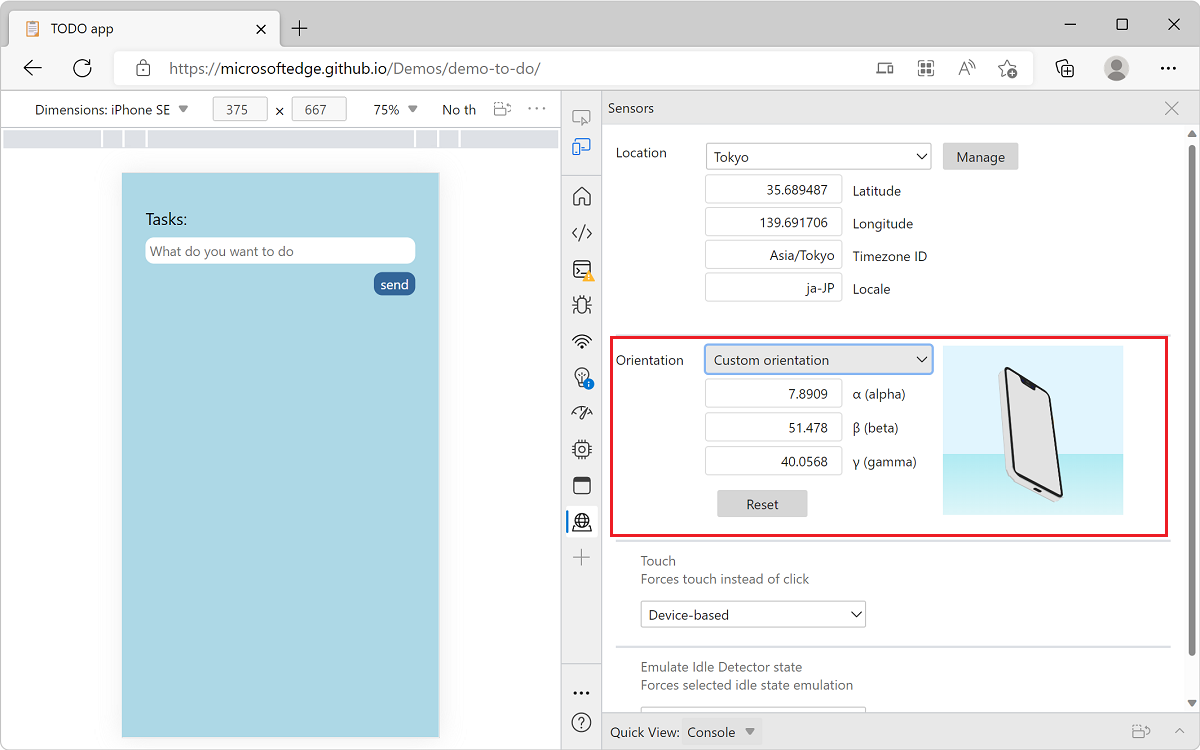 TODO app
https://microsoftedge.github.io/Demos/demo-to-do/
Dimensions: iPhone SE
375 × 667
75%
No th
Tasks:
What do you want to do
send
Sensors
Location
Tokyo
Manage
35.689487 Latitude
139.691706 Longitude
Asia/Tokyo Timezone ID
ja-JP Locale
Orientation
Custom orientation
7.8909 α (alpha)
51.478 β (beta)
40.0568 γ (gamma)
Reset
Touch
Forces touch instead of click
Device-based
Emulate Idle Detector state
Forces selected idle state emulation
Quick View: Console